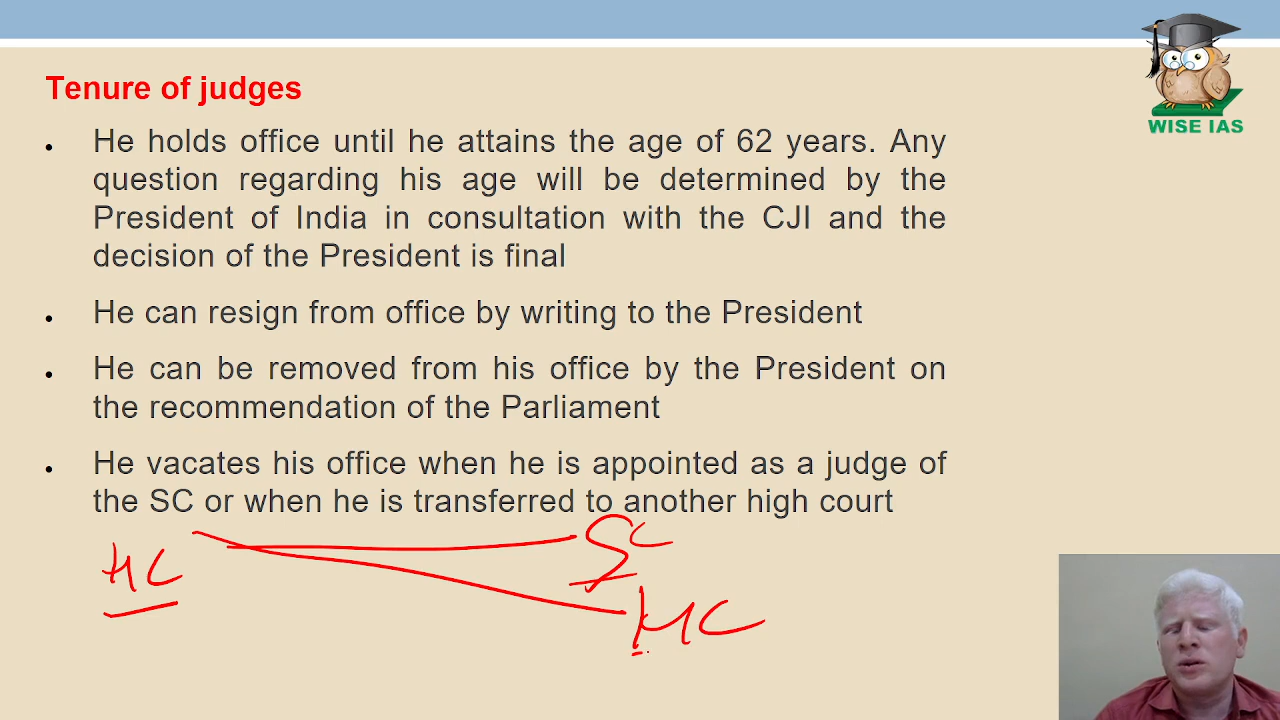 Tenure of judges
WISE IAS
• He holds office until he attains the age of 62 years. Any
question regarding his age will be determined by the
President of India in consultation with the CJI and the
decision of the President is final
• He can resign from office by writing to the President
• He can be removed from his office by the President on
the recommendation of the Parliament
• He vacates his office when he is appointed as a judge of
the SC or when he is transferred to another high court
SC
HC
HC